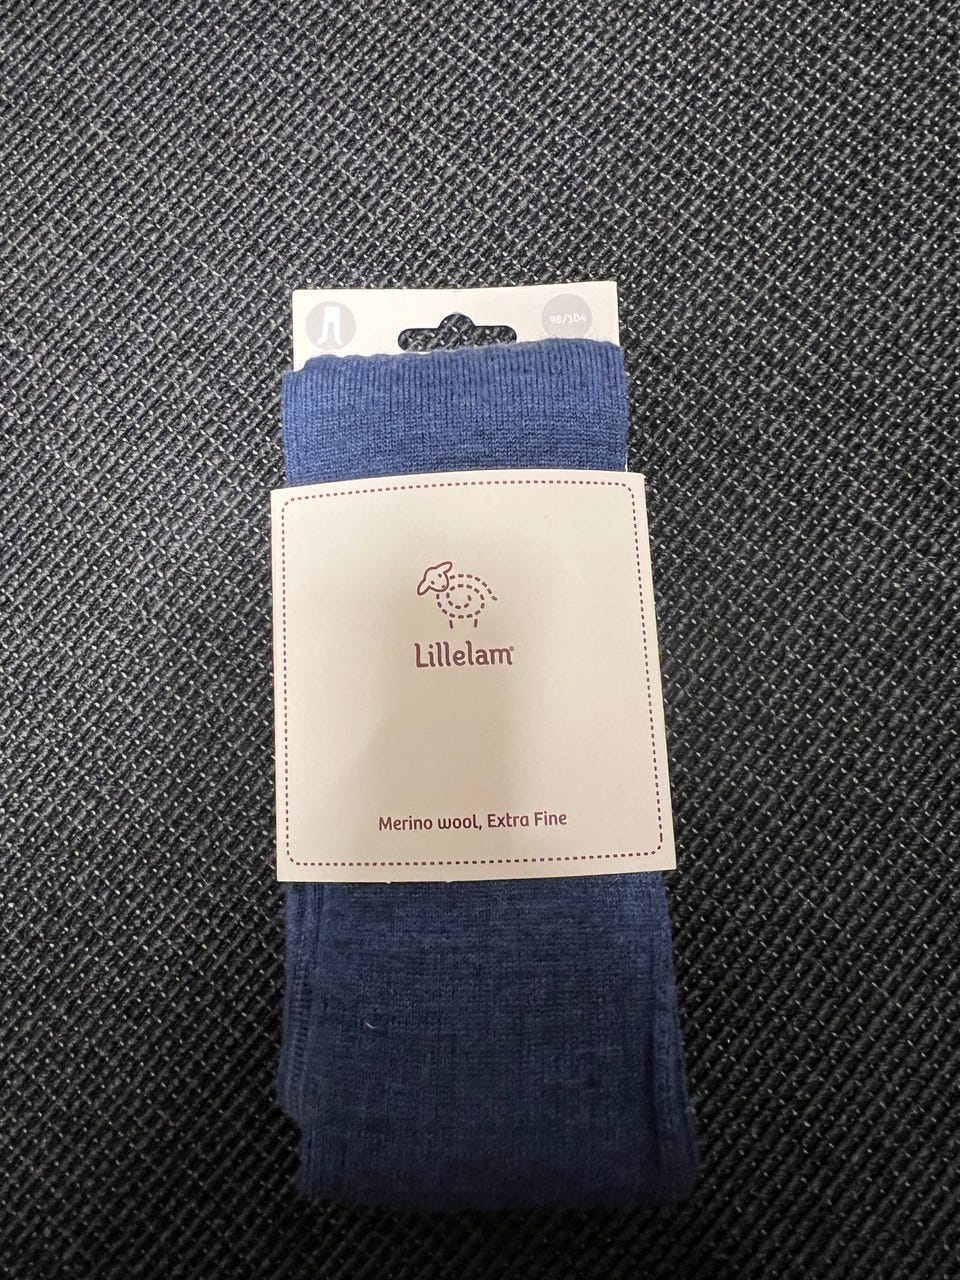 98/104
Lillelam®
Merino wool, Extra Fine